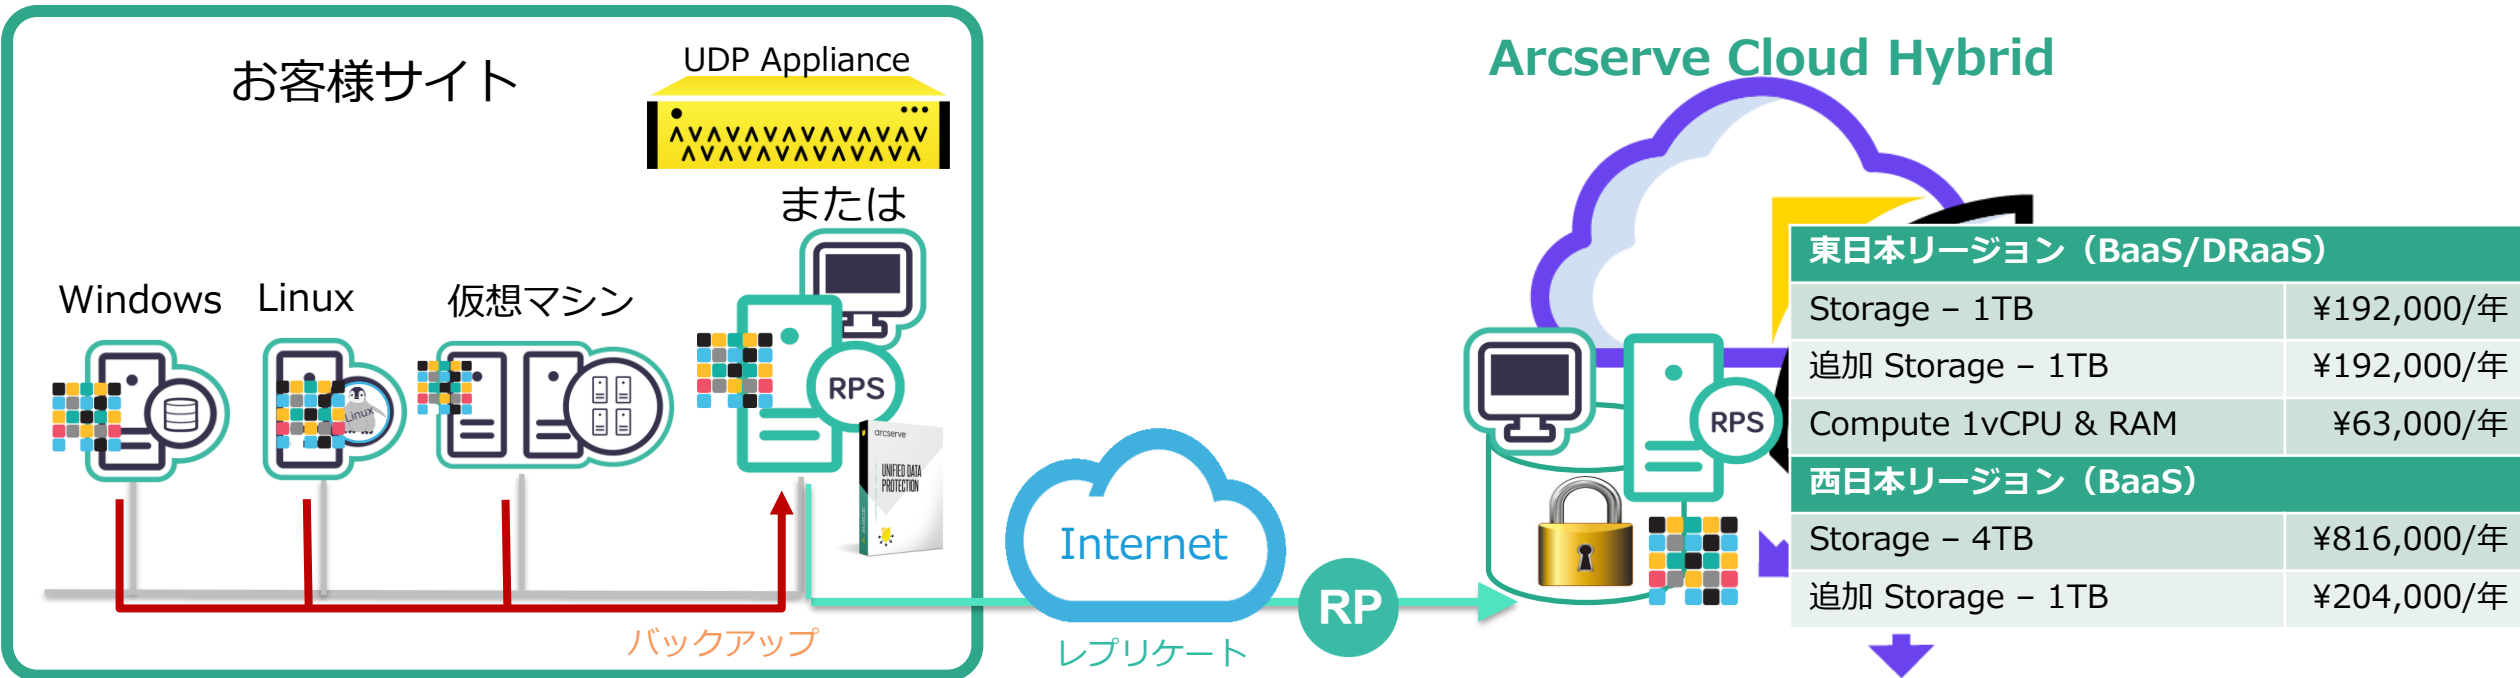 お客様サイト
UDP Appliance
または
Windows
Linux
仮想マシン
Linux
RPS
arcserve
UNIFIED DATA
PROTECTION
バックアップ
Internet
レプリケート
RP
Arcserve Cloud Hybrid
RPS
東日本リージョン（BaaS/DRaaS）
Storage – 1TB ¥192,000/年
追加 Storage – 1TB ¥192,000/年
Compute 1vCPU & RAM ¥63,000/年
西日本リージョン（BaaS）
Storage – 4TB ¥816,000/年
追加 Storage – 1TB ¥204,000/年